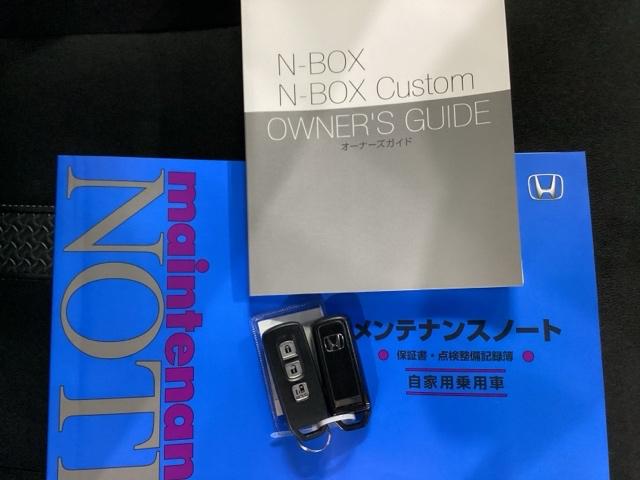 N-BOX
N-BOX Custom
OWNER'S GUIDE
オーナーズガイド
メンテナンスノート
保証書・点検整備記録簿
自家用乗用車